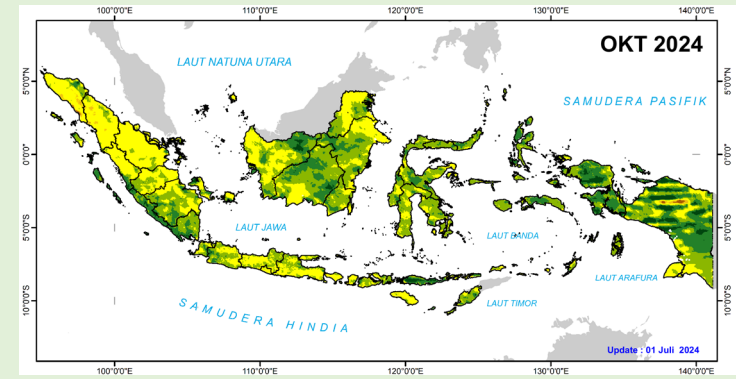 100°0'0"E 110°0'0"E 120°0'0"E 130°0'0"E 140°0'0"E
OKT 2024
LAUT NATUNA UTARA
5°0'0"N 5°0'0"N
SAMUDERA PASIFIK
0°0'0" 0°0'0"
LAUT JAWA
LAUT BANDA
5°0'0"S 5°0'0"S
LAUT ARAFURA
SAMUDERA HINDIA
LAUT TIMOR
10°0'0"S 10°0'0"S
Update : 01 Juli 2024
100°0'0"E 110°0'0"E 120°0'0"E 130°0'0"E 140°0'0"E